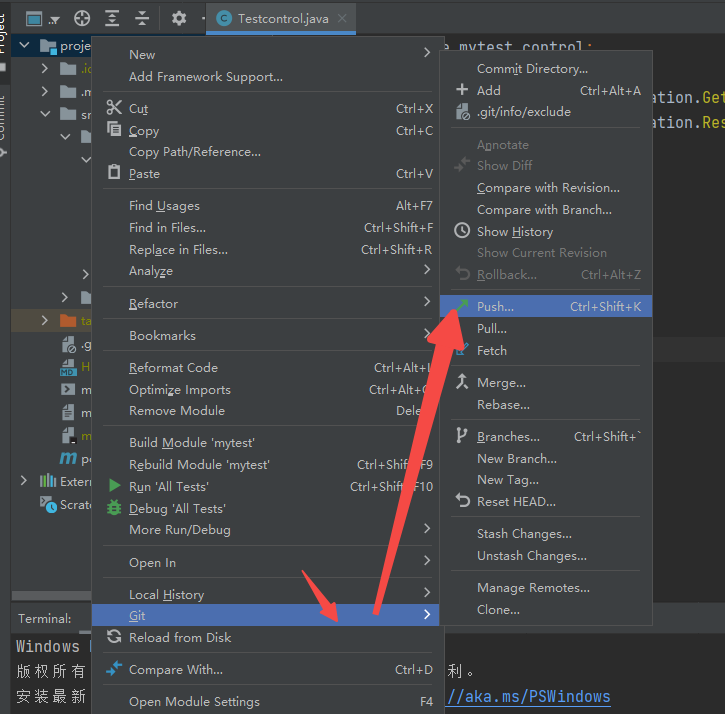 Project
Commit
Testcontrol.java
proje
mytest.control;
.m
sr
ta
.g
H
m
m
m
po
Extern
Scratc
ation.Get
ation.Res
New
Add Framework Support...
Cut Ctrl+X
Copy Ctrl+C
Copy Path/Reference...
Paste Ctrl+V
Find Usages Alt+F7
Find in Files... Ctrl+Shift+F
Replace in Files... Ctrl+Shift+R
Analyze
Refactor
Bookmarks
Reformat Code Ctrl+Alt+L
Optimize Imports Ctrl+Alt+
Remove Module Dele
Build Module 'mytest'
Rebuild Module 'mytest' Ctrl+Shift F9
Run 'All Tests' Ctrl+Shift+F10
Debug 'All Tests'
More Run/Debug
Open In
Local History
Git
Reload from Disk
Compare With... Ctrl+D
Open Module Settings F4
Commit Directory...
Add Ctrl+Alt+A
.git/info/exclude
Annotate
Show Diff
Compare with Revision...
Compare with Branch...
Show History
Show Current Revision
Rollback... Ctrl+Alt+Z
Push... Ctrl+Shift+K
Pull...
Fetch
Merge...
Rebase...
Branches... Ctrl+Shift+`
New Branch...
New Tag...
Reset HEAD...
Stash Changes...
Unstash Changes...
Manage Remotes...
Clone...
Terminal:
Windows
版权所有 利。
安装最新 //aka.ms/PSWindows